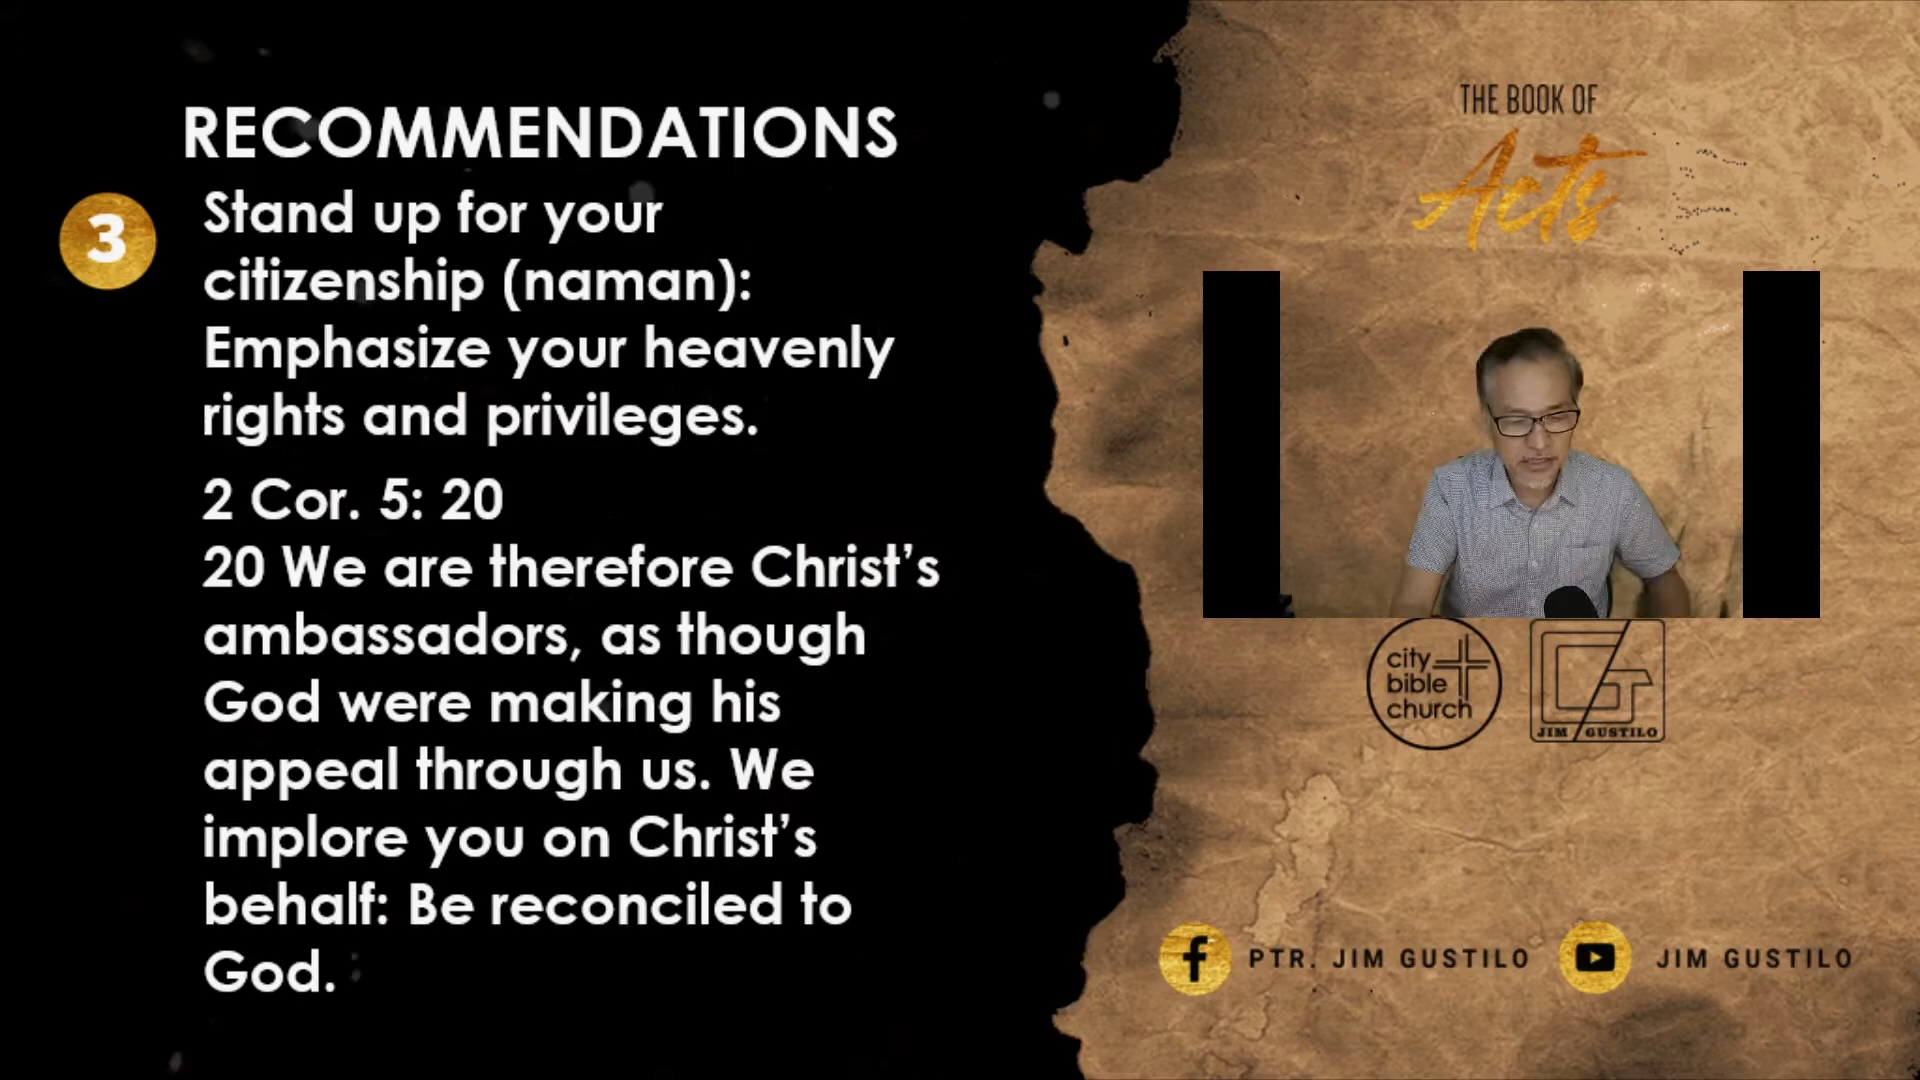 RECOMMENDATIONS
3
Stand up for your
citizenship (naman):
Emphasize your heavenly
rights and privileges.
2 Cor. 5: 20
20 We are therefore Christ’s
ambassadors, as though
God were making his
appeal through us. We
implore you on Christ’s
behalf: Be reconciled to
God.
THE BOOK OF
Acts
city
bible
church
JIM GUSTILO
PTR. JIM GUSTILO
JIM GUSTILO